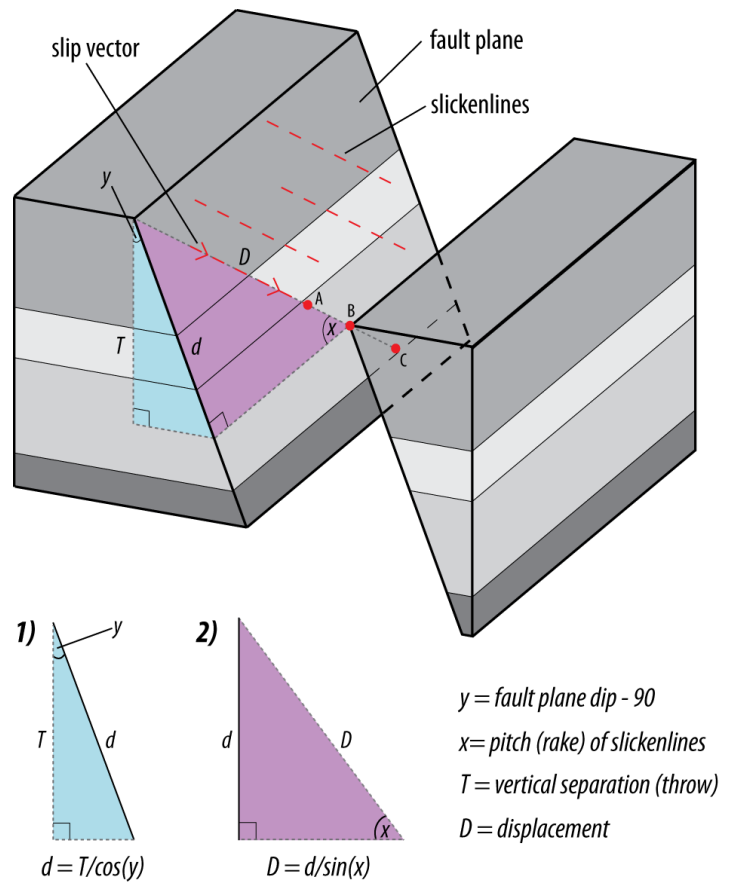 slip vector
fault plane
slickenlines
y
D
A
B
x
T
d
C
1)
y
T
d
d = T/cos(y)
2)
d
D
x
D = d/sin(x)
y = fault plane dip - 90
x= pitch (rake) of slickenlines
T = vertical separation (throw)
D = displacement